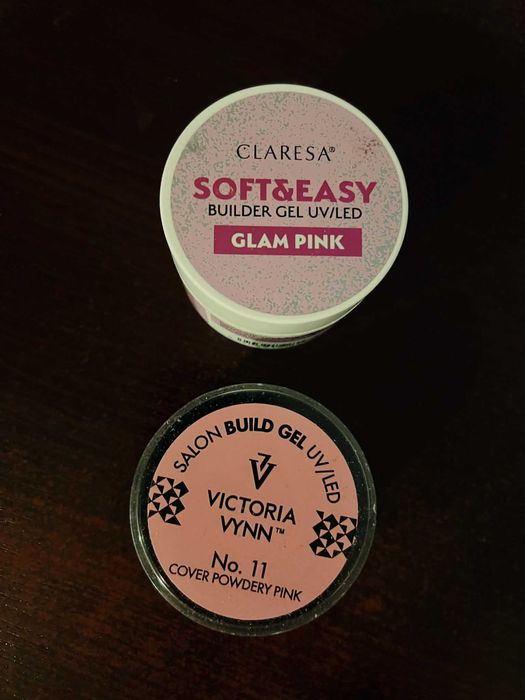 CLARESA®
SOFT&EASY
BUILDER GEL UV/LED
GLAM PINK
SALON BUILD GEL UV/LED
VICTORIA
VYNN™
No. 11
COVER POWDERY PINK